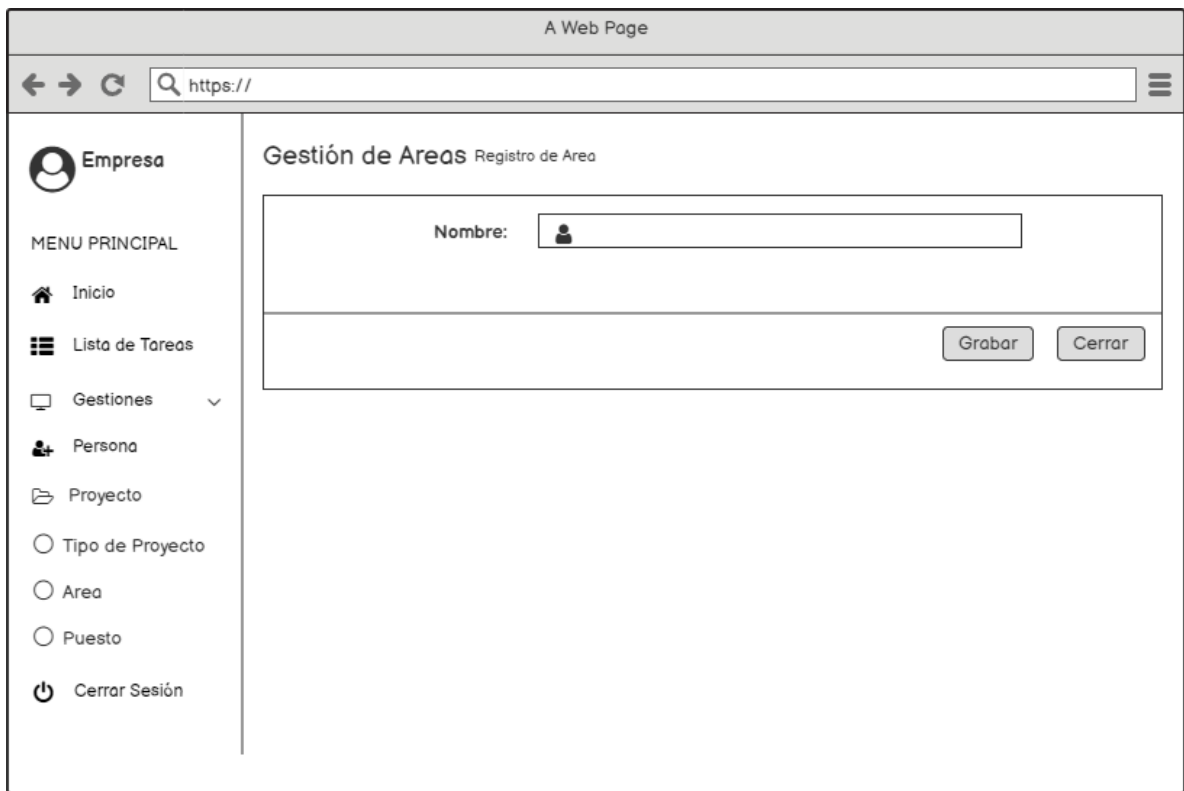 A Web Page
https://
Empresa
MENU PRINCIPAL
Inicio
Lista de Tareas
Gestiones
Persona
Proyecto
Tipo de Proyecto
Area
Puesto
Cerrar Sesión
Gestión de Areas Registro de Area
Nombre:
Grabar Cerrar